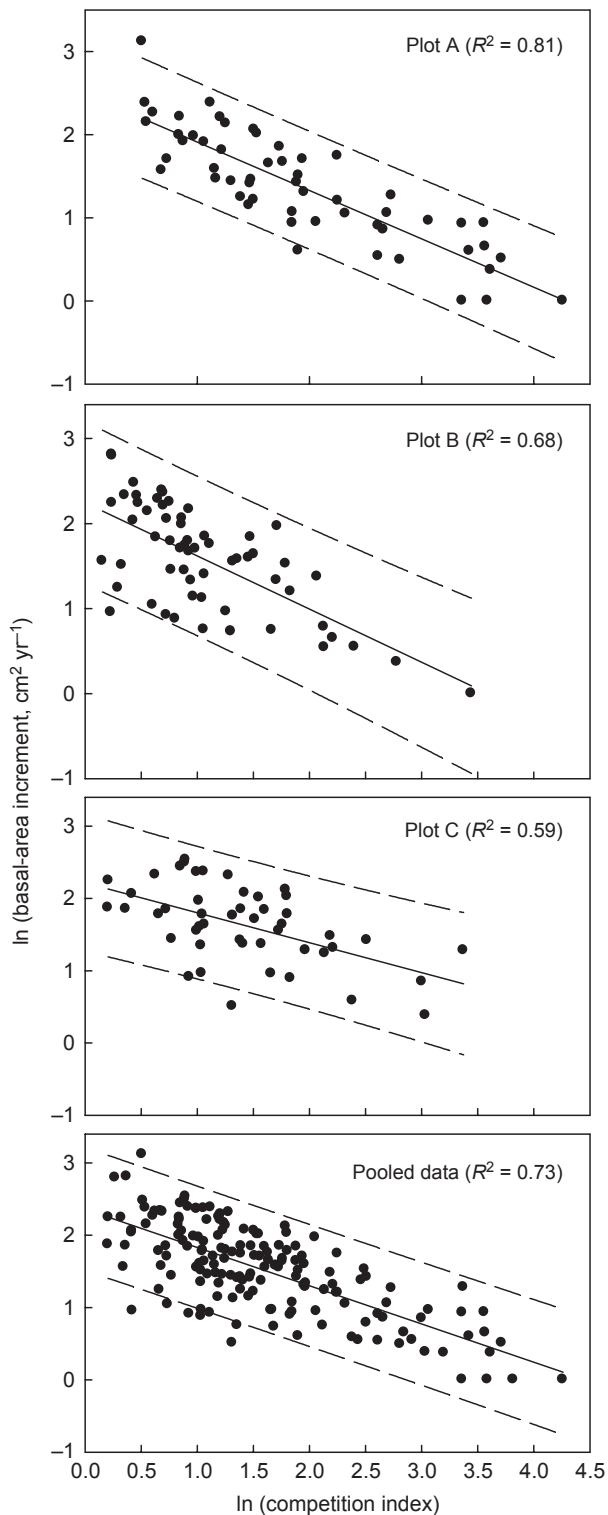 Plot A (R² = 0.81)
3
2
1
0
–1
Plot B (R² = 0.68)
3
2
1
0
–1
Plot C (R² = 0.59)
3
2
1
0
–1
Pooled data (R² = 0.73)
3
2
1
0
–1
0.0 0.5 1.0 1.5 2.0 2.5 3.0 3.5 4.0 4.5
ln (competition index)
ln (basal-area increment, cm² yr⁻¹)